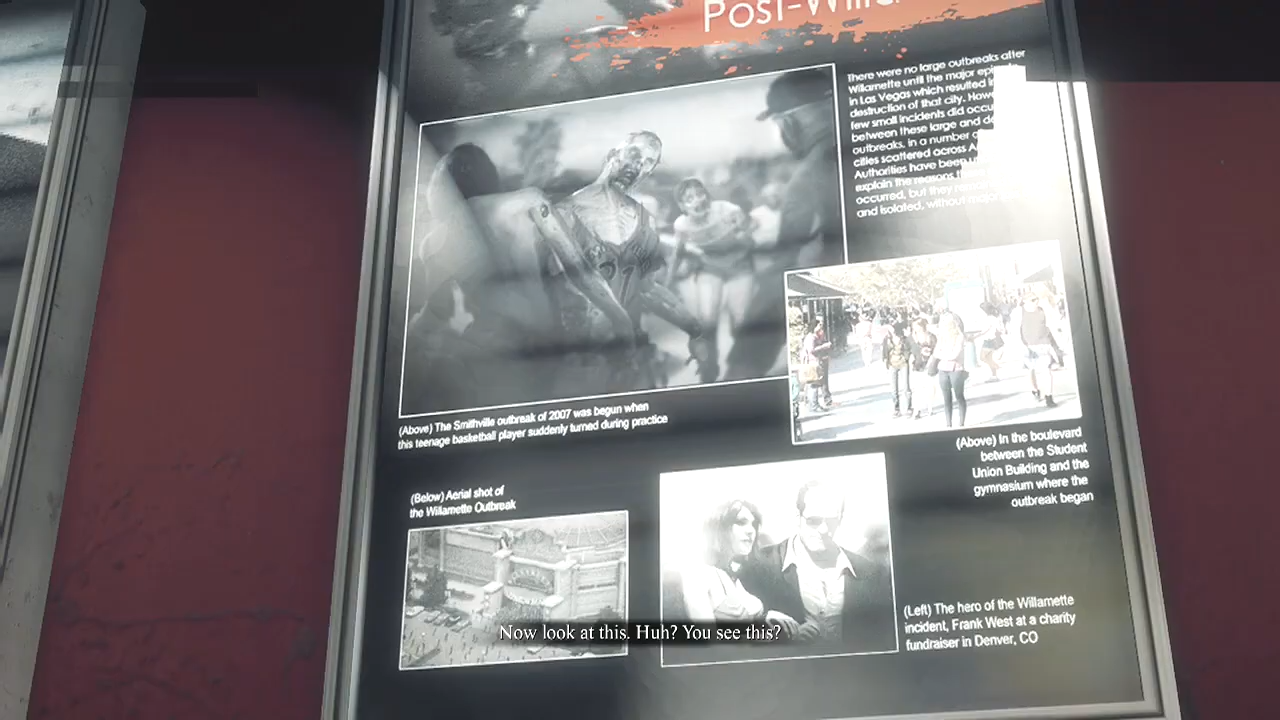 There were no large outbreaks after
Willamette until the major
in Las Vegas which resulted
destruction of that city.
few small incidents did
between these large and
outbreaks, in a number
cities scattered across
Authorities have been
explain the reasons
occurred, but they
and isolated, without
(Above) The Smithville outbreak of 2007 was begun when
this teenage basketball player suddenly turned during practice
(Above) In the boulevard
between the Student
Union Building and the
gymnasium where the
outbreak began
(Below) Aerial shot of
the Willamette Outbreak
(Left) The hero of the Willamette
incident, Frank West at a charity
fundraiser in Denver, CO
Now look at this. Huh? You see this?